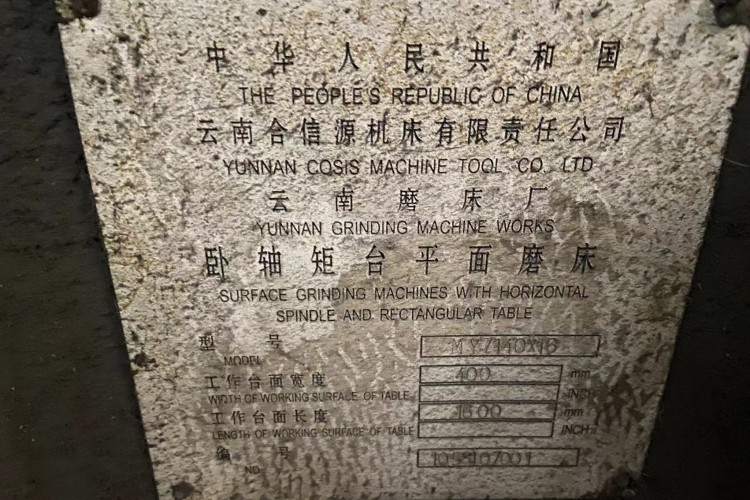 中华人民共和国
THE PEOPLE'S REPUBLIC OF CHINA
云南合信源机床有限责任公司
YUNNAN COSIS MACHINE TOOL CO. LTD
云南磨床厂
YUNNAN GRINDING MACHINE WORKS
卧轴矩台平面磨床
SURFACE GRINDING MACHINES WITH HORIZONTAL
SPINDLE AND RECTANGULAR TABLE
型号
MODEL
工作台面宽度 400 mm
WIDTH OF WORKING SURFACE OF TABLE INCH
工作台面长度 1600 mm
LENGTH OF WORKING SURFACE OF TABLE INCH
编号
NO